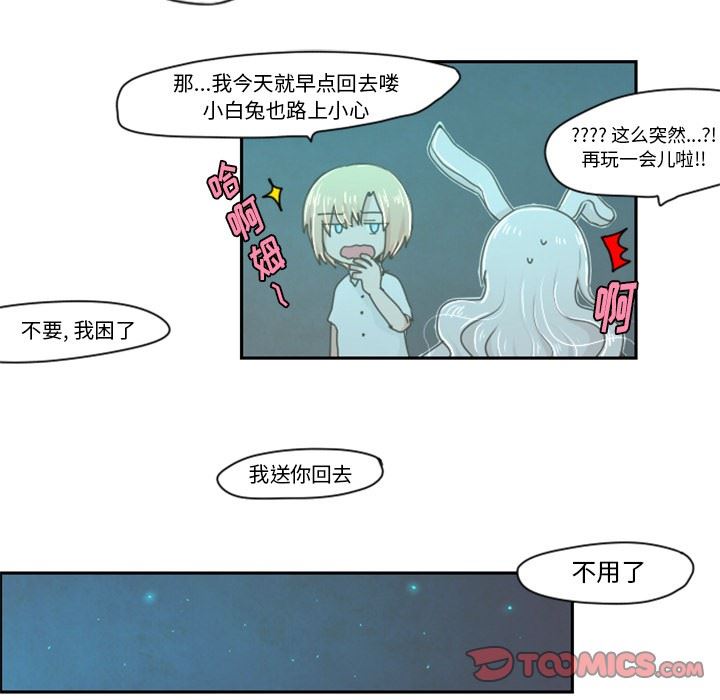 那...我今天就早点回去喽
小白兔也路上小心
???? 这么突然...?!
再玩一会儿啦!!
哈啊姆~
啊
不要, 我困了
我送你回去
不用了
TOOMICS.COM